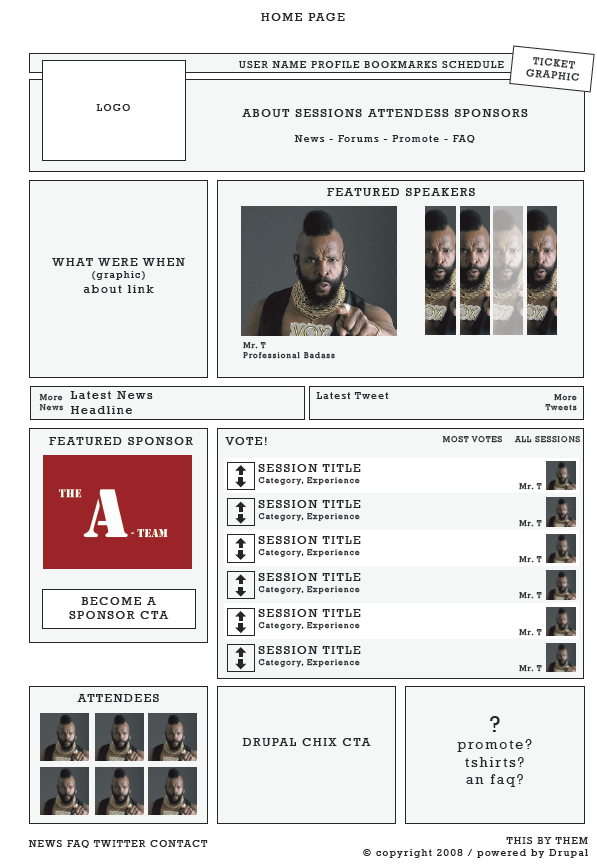 HOME PAGE
USER NAME PROFILE BOOKMARKS SCHEDULE
TICKET
GRAPHIC
LOGO
ABOUT SESSIONS ATTENDESS SPONSORS
News - Forums - Promote - FAQ
WHAT WERE WHEN
(graphic)
about link
FEATURED SPEAKERS
Mr. T
Professional Badass
More
News
Latest News
Headline
Latest Tweet
More
Tweets
FEATURED SPONSOR
THE
A
- TEAM
BECOME A
SPONSOR CTA
VOTE!
MOST VOTES
ALL SESSIONS
SESSION TITLE
Category, Experience
Mr. T
SESSION TITLE
Category, Experience
Mr. T
SESSION TITLE
Category, Experience
Mr. T
SESSION TITLE
Category, Experience
Mr. T
SESSION TITLE
Category, Experience
Mr. T
SESSION TITLE
Category, Experience
Mr. T
ATTENDEES
DRUPAL CHIX CTA
?
promote?
tshirts?
an faq?
NEWS FAQ TWITTER CONTACT
THIS BY THEM
© copyright 2008 / powered by Drupal